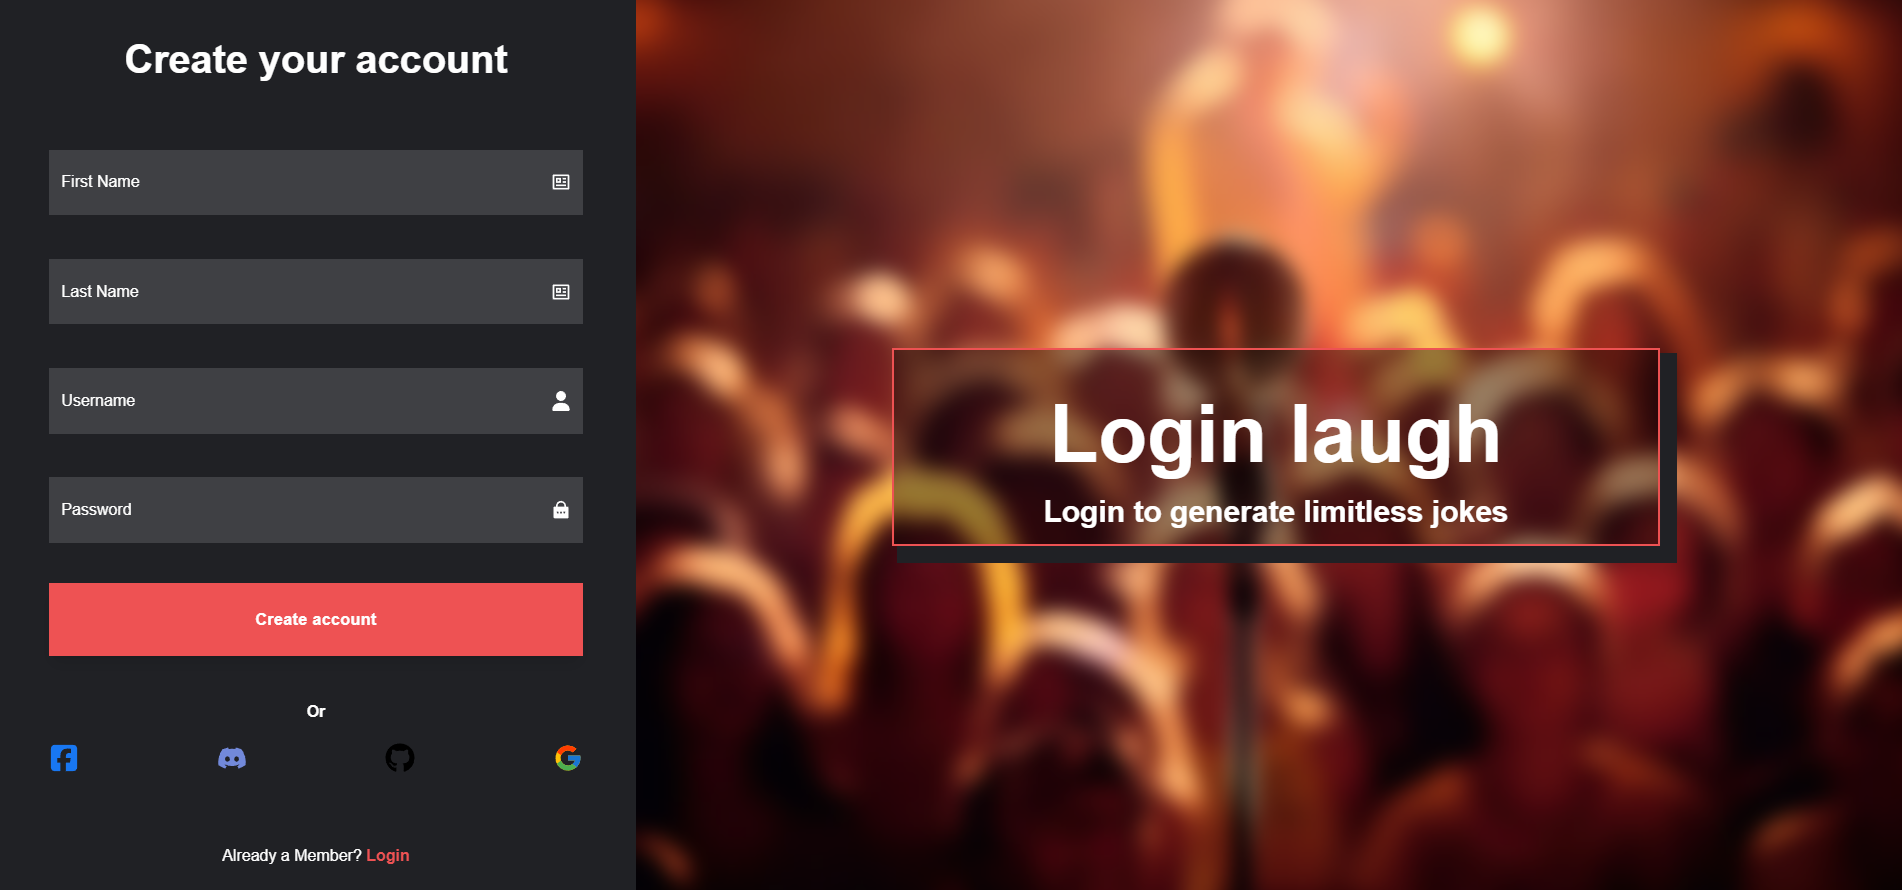 Create your account
First Name
Last Name
Username
Password
Create account
Or
Already a Member? Login
Login laugh
Login to generate limitless jokes